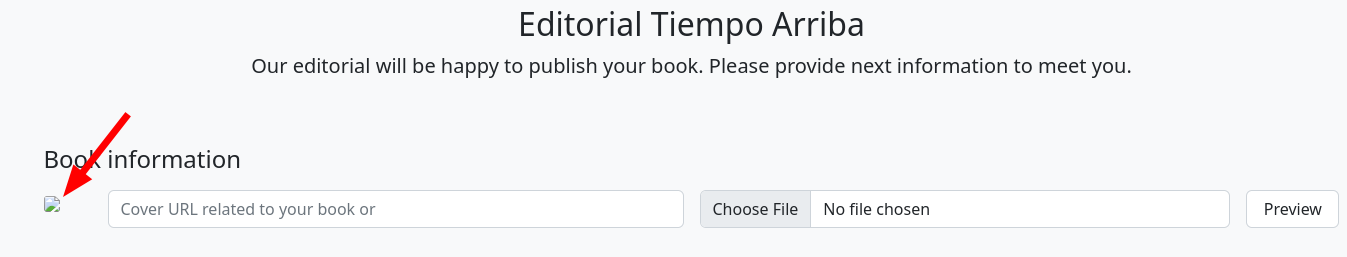 Editorial Tiempo Arriba
Our editorial will be happy to publish your book. Please provide next information to meet you.
Book information
Cover URL related to your book or
Choose File
No file chosen
Preview